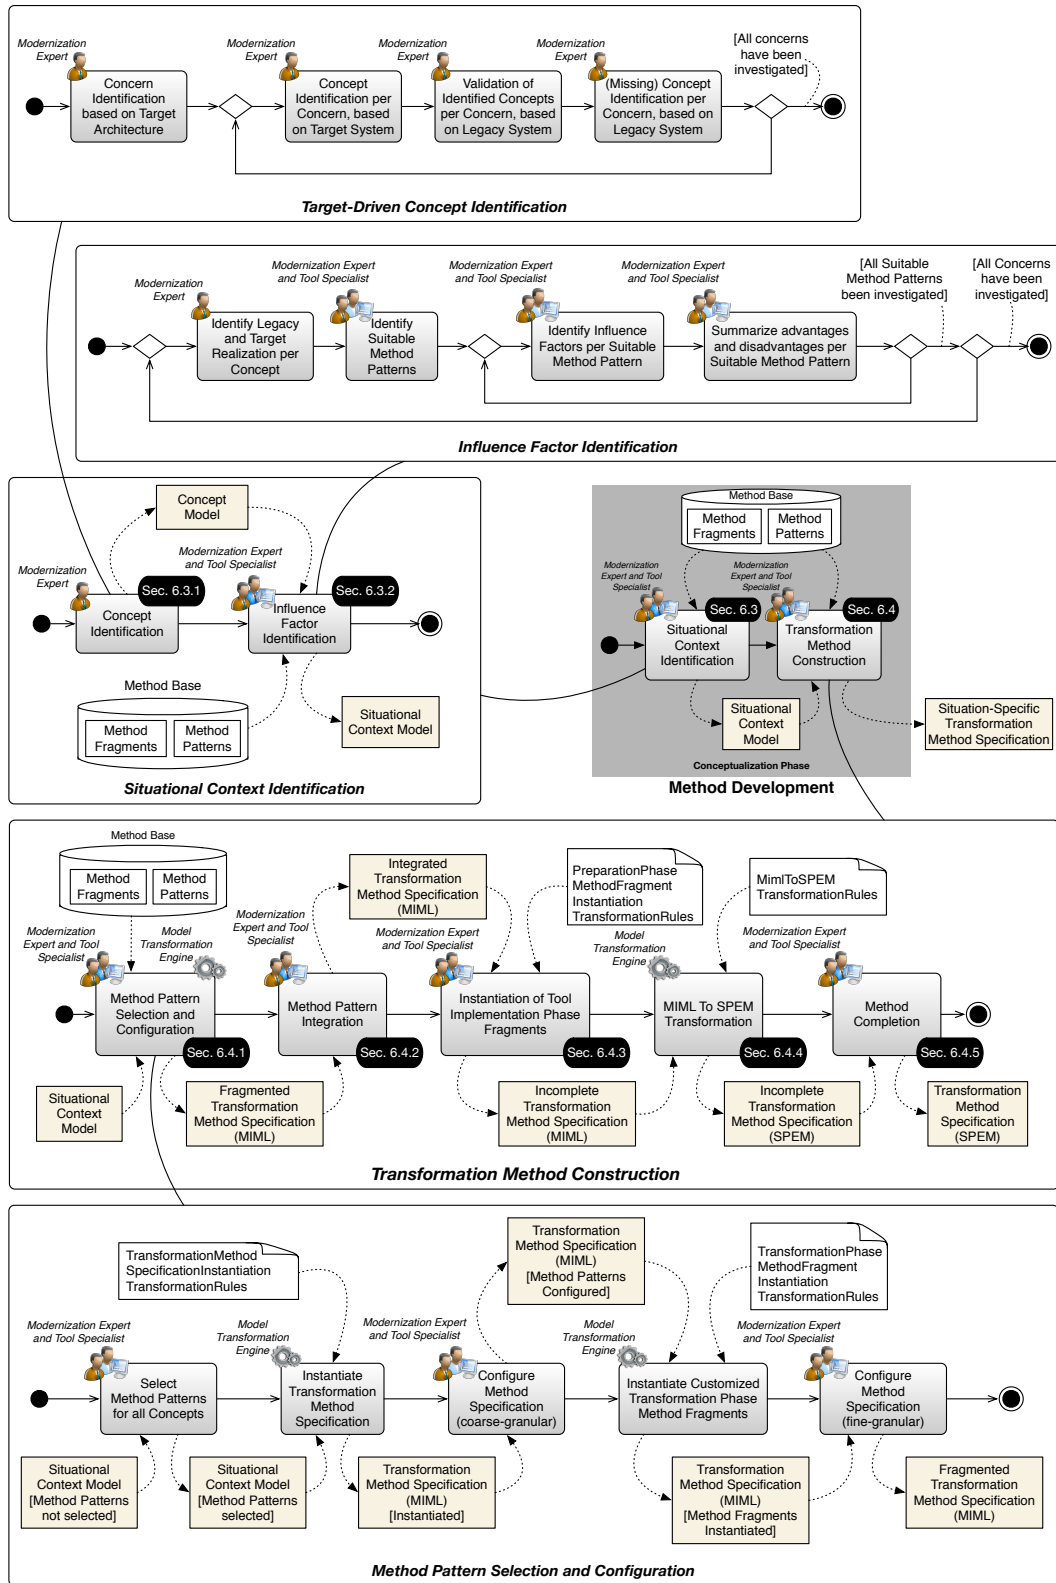 Modernization
Expert
Modernization
Expert
Modernization
Expert
Modernization
Expert
[All concerns
have been
investigated]
Concern
Identification
based on Target
Architecture
Concept
Identification per
Concern, based
on Target System
Validation of
Identified Concepts
per Concern, based
on Legacy System
(Missing) Concept
Identification per
Concern, based on
Legacy System
Target-Driven Concept Identification
Modernization
Expert
Modernization Expert
and Tool Specialist
Modernization Expert
and Tool Specialist
Modernization Expert
and Tool Specialist
[All Suitable
Method Patterns
been investigated]
[All Concerns
have been
investigated]
Identify Legacy
and Target
Realization per
Concept
Identify
Suitable
Method
Patterns
Identify Influence
Factors per Suitable
Method Pattern
Summarize advantages
and disadvantages per
Suitable Method Pattern
Influence Factor Identification
Concept
Model
Modernization
Expert
Modernization Expert
and Tool Specialist
Sec. 6.3.1
Sec. 6.3.2
Concept
Identification
Influence
Factor
Identification
Method Base
Method
Fragments
Method
Patterns
Situational
Context Model
Situational Context Identification
Method Base
Method
Fragments
Method
Patterns
Modernization
Expert and Tool
Specialist
Modernization
Expert and Tool
Specialist
Sec. 6.3
Sec. 6.4
Situational
Context
Identification
Transformation
Method
Construction
Situational
Context
Model
Situation-Specific
Transformation
Method Specification
Conceptualization Phase
Method Development
Method Base
Method
Fragments
Method
Patterns
Integrated
Transformation
Method Specification
(MIML)
PreparationPhase
MethodFragment
Instantiation
TransformationRules
MimlToSPEM
TransformationRules
Modernization
Expert and Tool
Specialist
Model
Transformation
Engine
Modernization
Expert and Tool
Specialist
Modernization Expert
and Tool Specialist
Model
Transformation
Engine
Modernization Expert
and Tool Specialist
Method Pattern
Selection and
Configuration
Method Pattern
Integration
Instantiation of Tool
Implementation Phase
Fragments
MIML To SPEM
Transformation
Method
Completion
Sec. 6.4.1
Sec. 6.4.2
Sec. 6.4.3
Sec. 6.4.4
Sec. 6.4.5
Situational
Context
Model
Fragmented
Transformation
Method Specification
(MIML)
Incomplete
Transformation
Method Specification
(MIML)
Incomplete
Transformation
Method Specification
(SPEM)
Transformation
Method
Specification
(SPEM)
Transformation Method Construction
TransformationMethod
SpecificationInstantiation
TransformationRules
Transformation
Method Specification
(MIML)
[Method Patterns
Configured]
TransformationPhase
MethodFragment
Instantiation
TransformationRules
Modernization Expert
and Tool Specialist
Model
Transformation
Engine
Modernization Expert
and Tool Specialist
Model
Transformation
Engine
Modernization Expert
and Tool Specialist
Select
Method Patterns
for all Concepts
Instantiate
Transformation
Method
Specification
Configure
Method
Specification
(coarse-granular)
Instantiate Customized
Transformation Phase
Method Fragments
Configure
Method
Specification
(fine-granular)
Situational
Context Model
[Method Patterns
not selected]
Situational
Context Model
[Method Patterns
selected]
Transformation
Method Specification
(MIML)
[Instantiated]
Transformation
Method Specification
(MIML)
[Method Fragments
Instantiated]
Fragmented
Transformation
Method Specification
(MIML)
Method Pattern Selection and Configuration